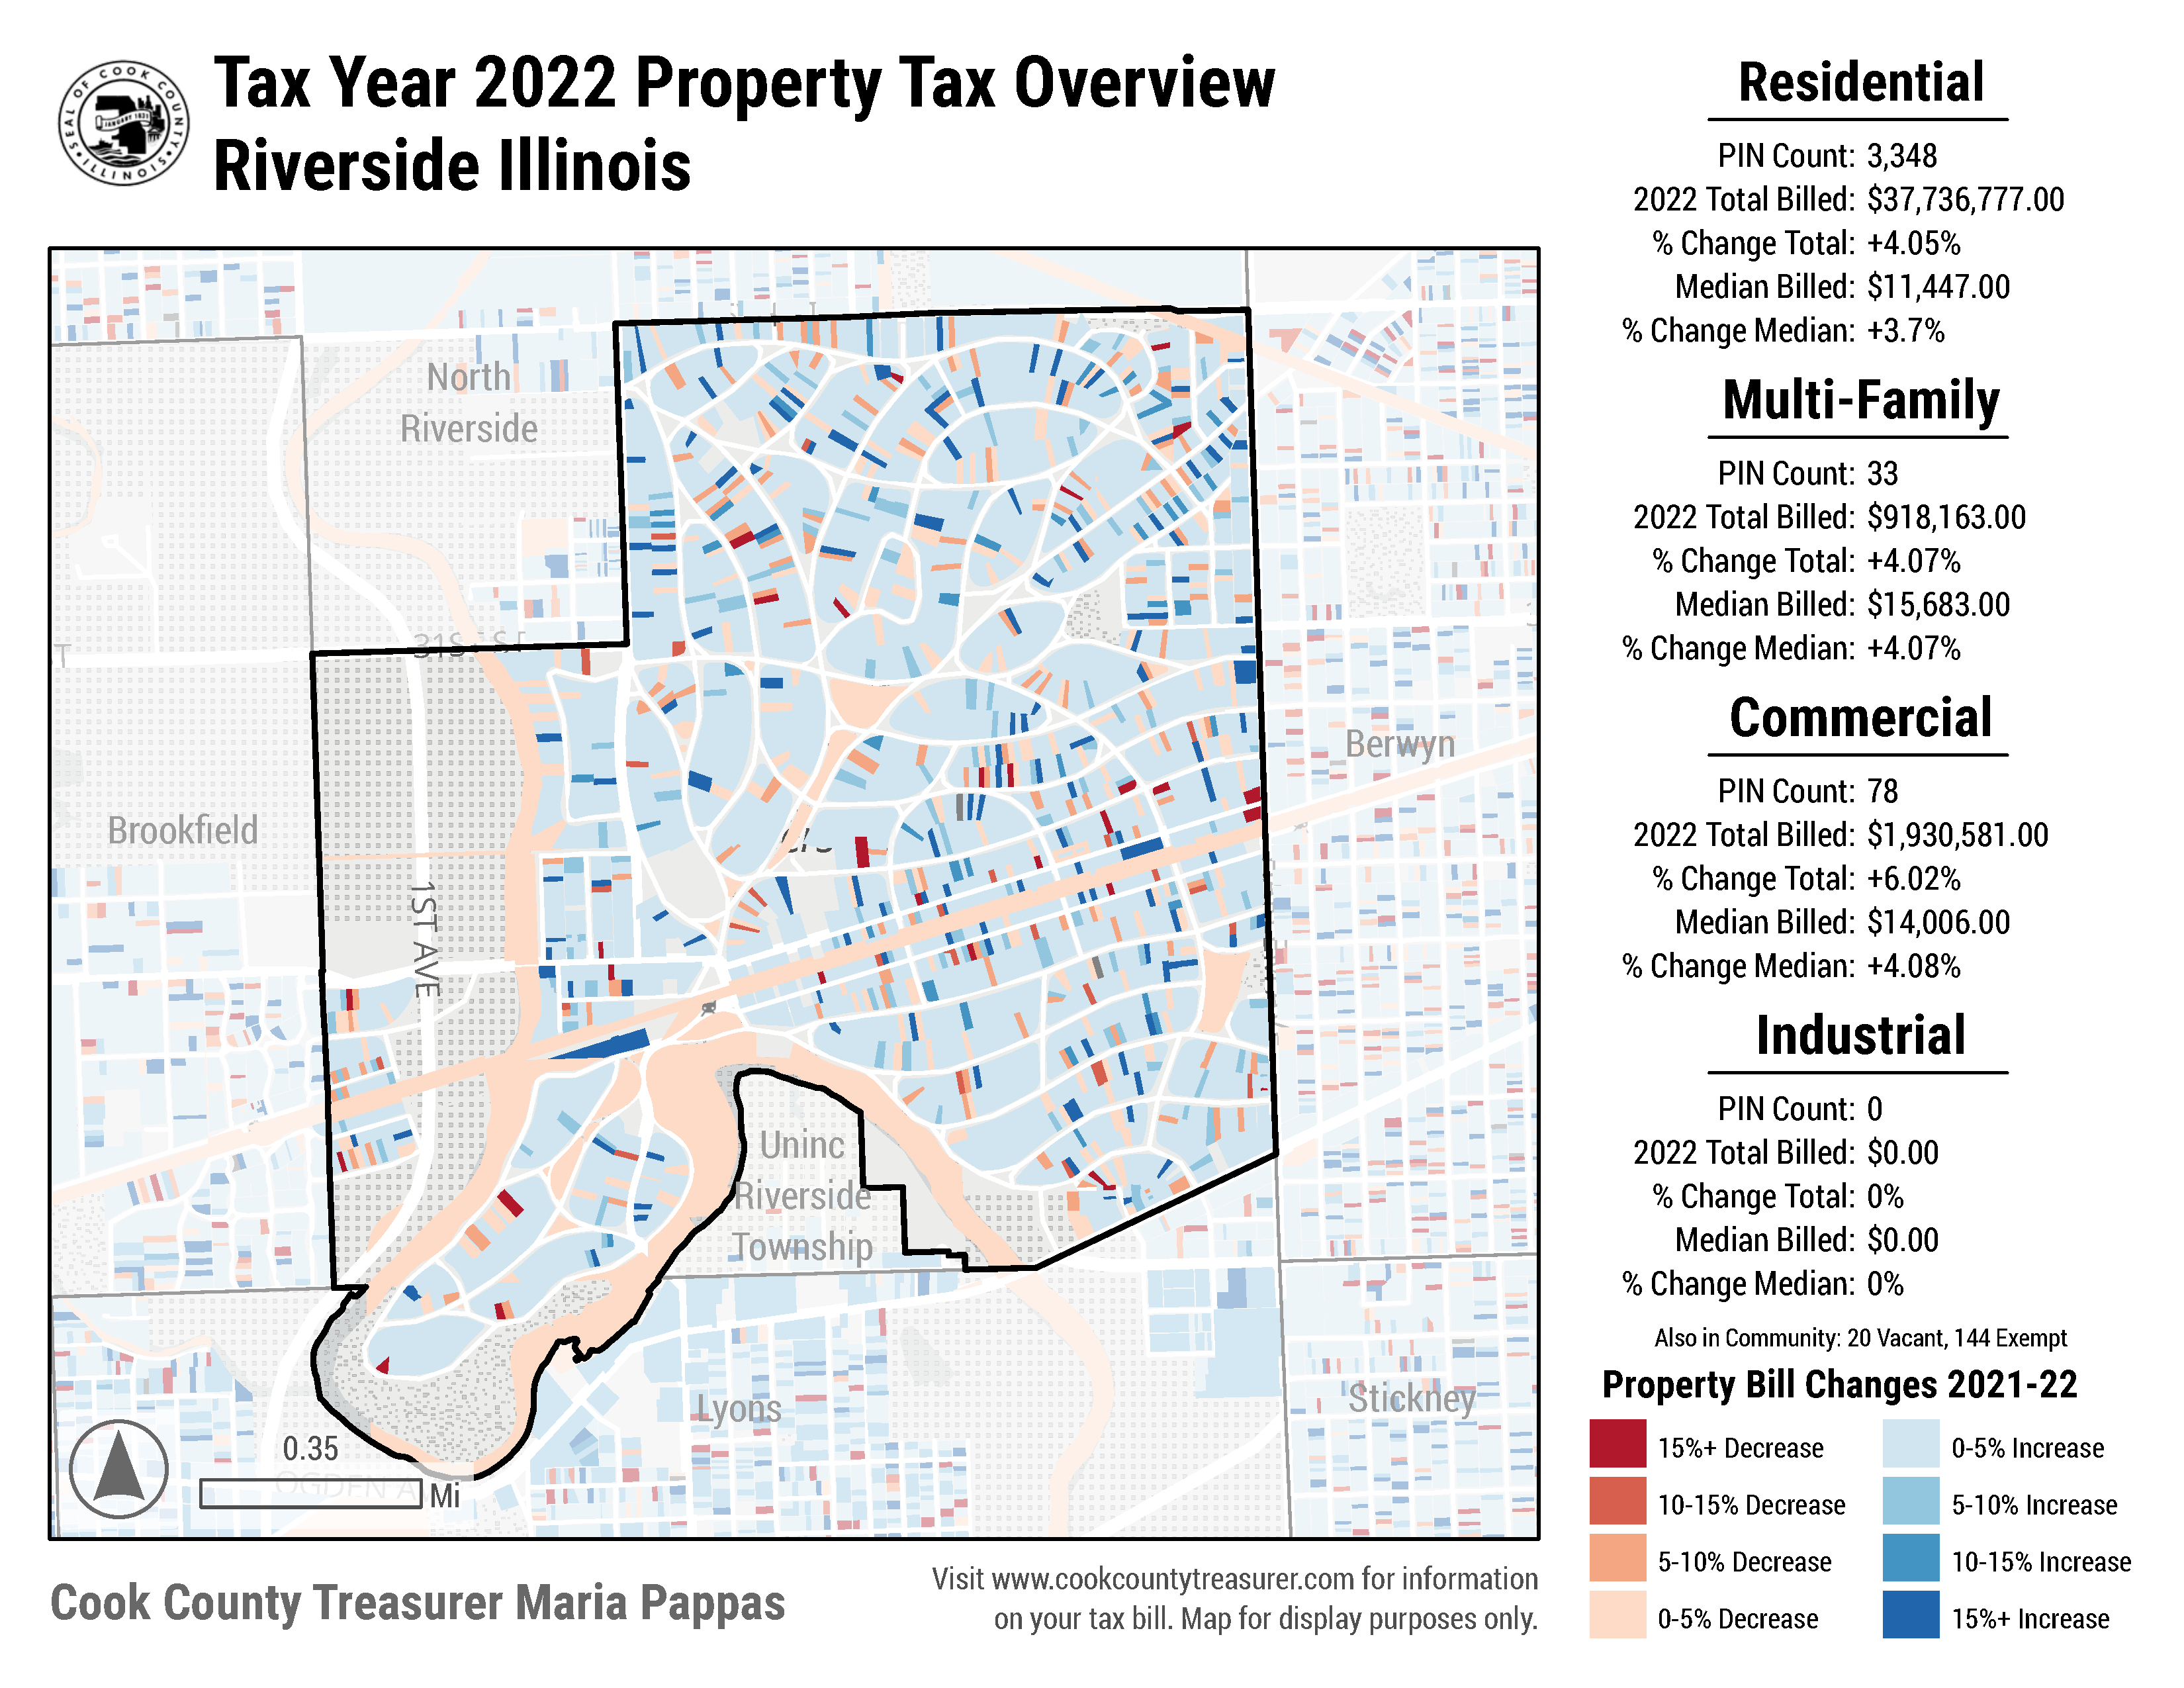 SEAL OF COOK COUNTY
ILLINOIS
JANUARY 1831
Tax Year 2022 Property Tax Overview
Riverside Illinois
North
Riverside
31ST ST
Brookfield
1ST AVE
Berwyn
Uninc
Riverside
Township
Lyons
Stickney
0.35
Mi
OGDEN A
Cook County Treasurer Maria Pappas
Visit www.cookcountytreasurer.com for information
on your tax bill. Map for display purposes only.
Residential
PIN Count: 3,348
2022 Total Billed: $37,736,777.00
% Change Total: +4.05%
Median Billed: $11,447.00
% Change Median: +3.7%
Multi-Family
PIN Count: 33
2022 Total Billed: $918,163.00
% Change Total: +4.07%
Median Billed: $15,683.00
% Change Median: +4.07%
Commercial
PIN Count: 78
2022 Total Billed: $1,930,581.00
% Change Total: +6.02%
Median Billed: $14,006.00
% Change Median: +4.08%
Industrial
PIN Count: 0
2022 Total Billed: $0.00
% Change Total: 0%
Median Billed: $0.00
% Change Median: 0%
Also in Community: 20 Vacant, 144 Exempt
Property Bill Changes 2021-22
15%+ Decrease
0-5% Increase
10-15% Decrease
5-10% Increase
5-10% Decrease
10-15% Increase
0-5% Decrease
15%+ Increase